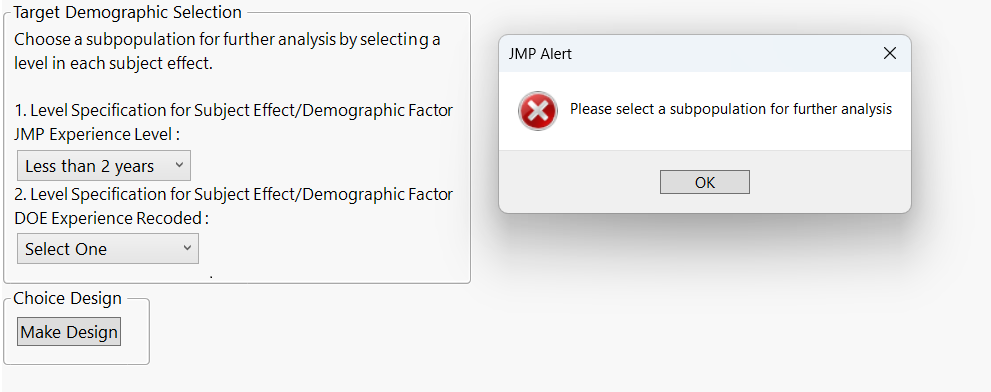 Target Demographic Selection
Choose a subpopulation for further analysis by selecting a
level in each subject effect.
1. Level Specification for Subject Effect/Demographic Factor
JMP Experience Level :
Less than 2 years
2. Level Specification for Subject Effect/Demographic Factor
DOE Experience Recoded :
Select One
.
Choice Design
Make Design
JMP Alert
Please select a subpopulation for further analysis
OK